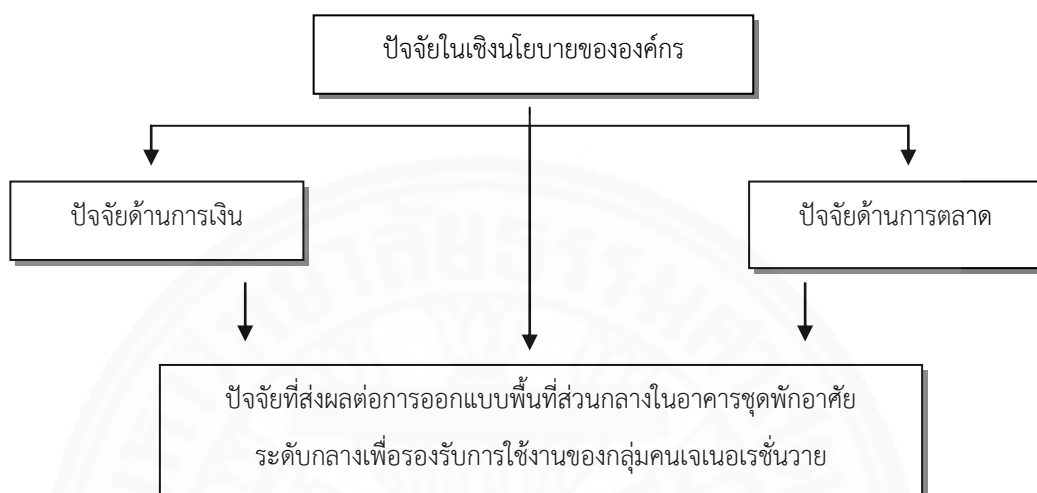 ปัจจัยในเชิงนโยบายขององค์กร
ปัจจัยด้านการเงิน
ปัจจัยด้านการตลาด
ปัจจัยที่ส่งผลต่อการออกแบบพื้นที่ส่วนกลางในอาคารชุดพักอาศัย
ระดับกลางเพื่อรองรับการใช้งานของกลุ่มคนเจเนอเรชั่นวาย